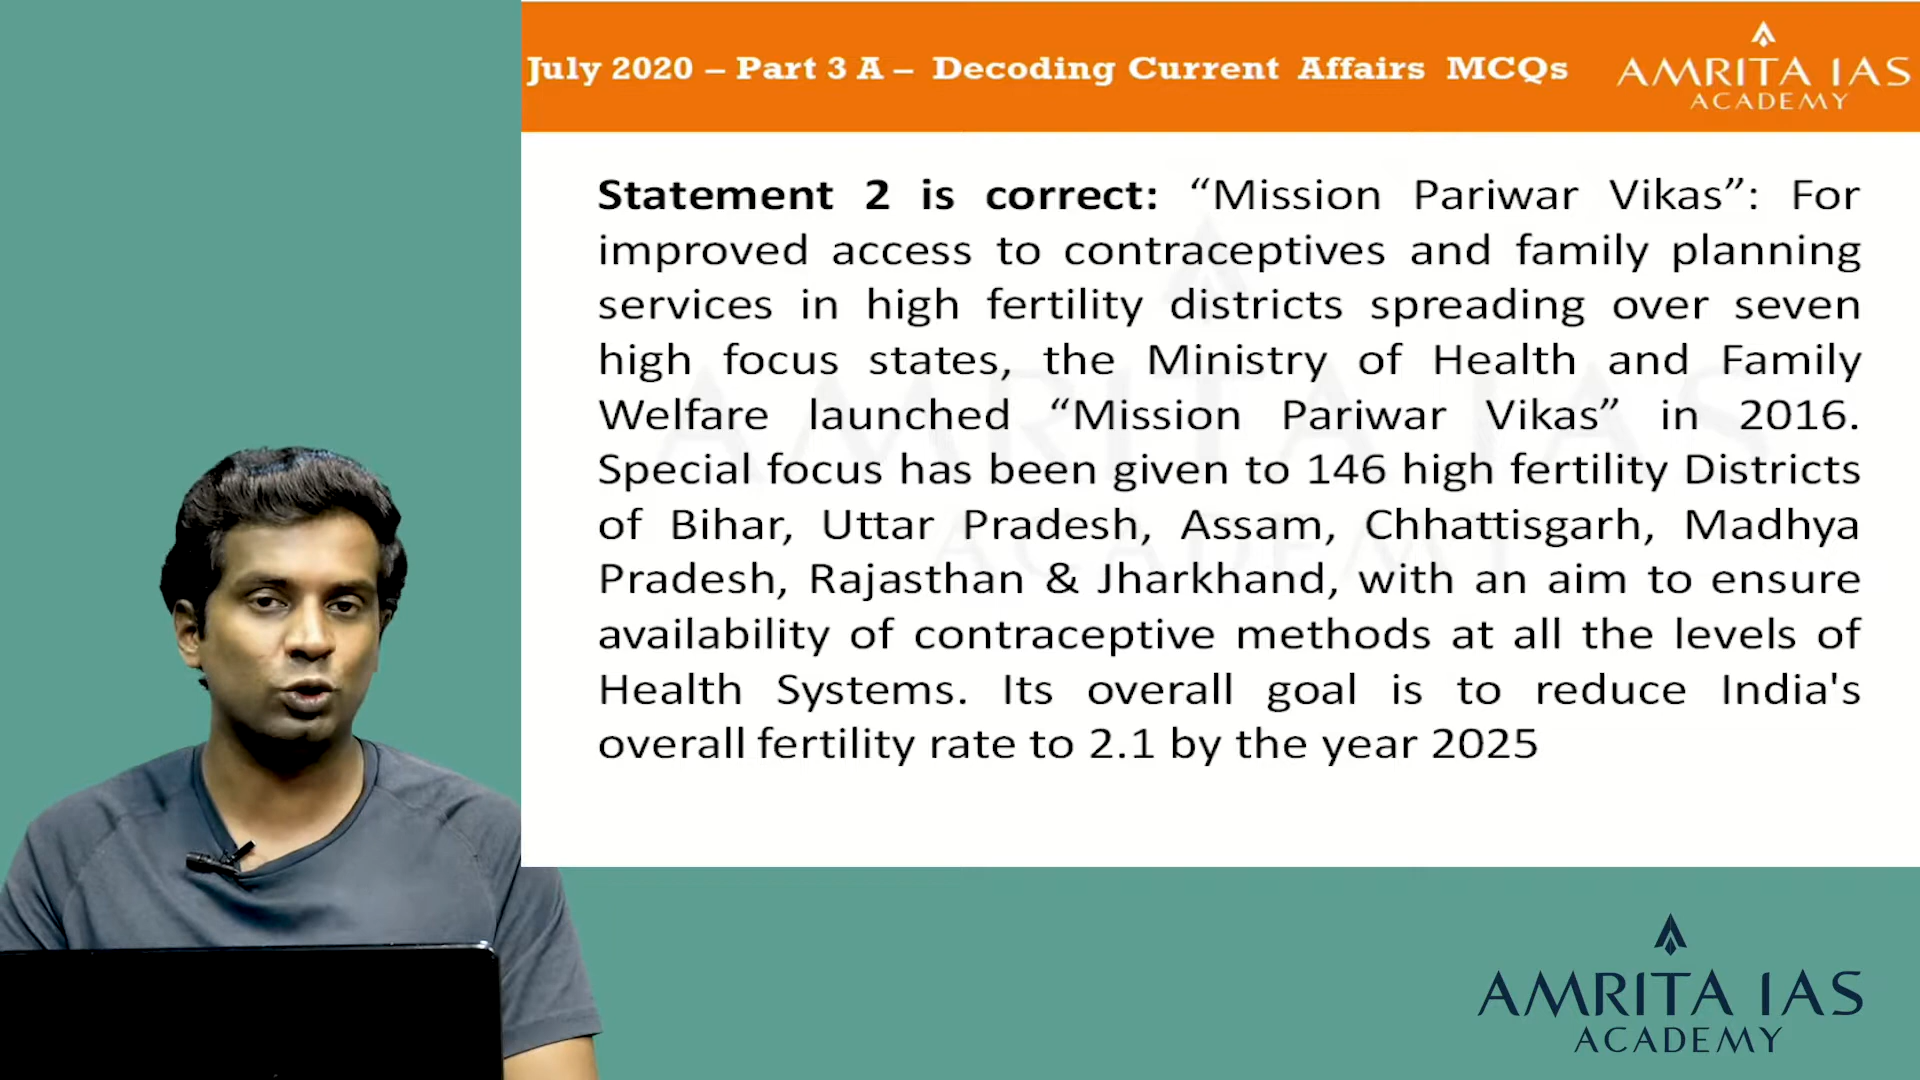 July 2020 – Part 3 A – Decoding Current Affairs MCQs
AMRITA IAS
ACADEMY
Statement 2 is correct: “Mission Pariwar Vikas”: For
improved access to contraceptives and family planning
services in high fertility districts spreading over seven
high focus states, the Ministry of Health and Family
Welfare launched “Mission Pariwar Vikas” in 2016.
Special focus has been given to 146 high fertility Districts
of Bihar, Uttar Pradesh, Assam, Chhattisgarh, Madhya
Pradesh, Rajasthan & Jharkhand, with an aim to ensure
availability of contraceptive methods at all the levels of
Health Systems. Its overall goal is to reduce India's
overall fertility rate to 2.1 by the year 2025
AMRITA IAS
ACADEMY
AMRITA IAS
ACADEMY